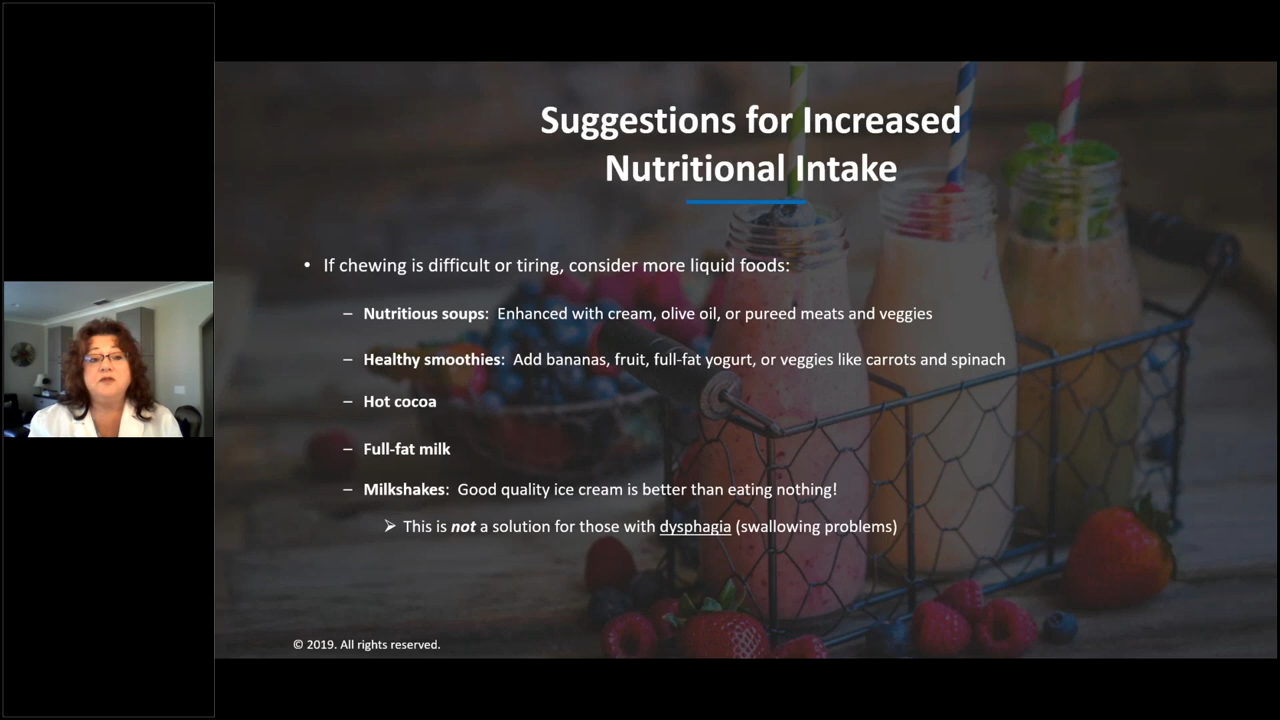 Suggestions for Increased
Nutritional Intake
• If chewing is difficult or tiring, consider more liquid foods:
– Nutritious soups: Enhanced with cream, olive oil, or pureed meats and veggies
– Healthy smoothies: Add bananas, fruit, full-fat yogurt, or veggies like carrots and spinach
– Hot cocoa
– Full-fat milk
– Milkshakes: Good quality ice cream is better than eating nothing!
➢ This is not a solution for those with dysphagia (swallowing problems)
© 2019. All rights reserved.